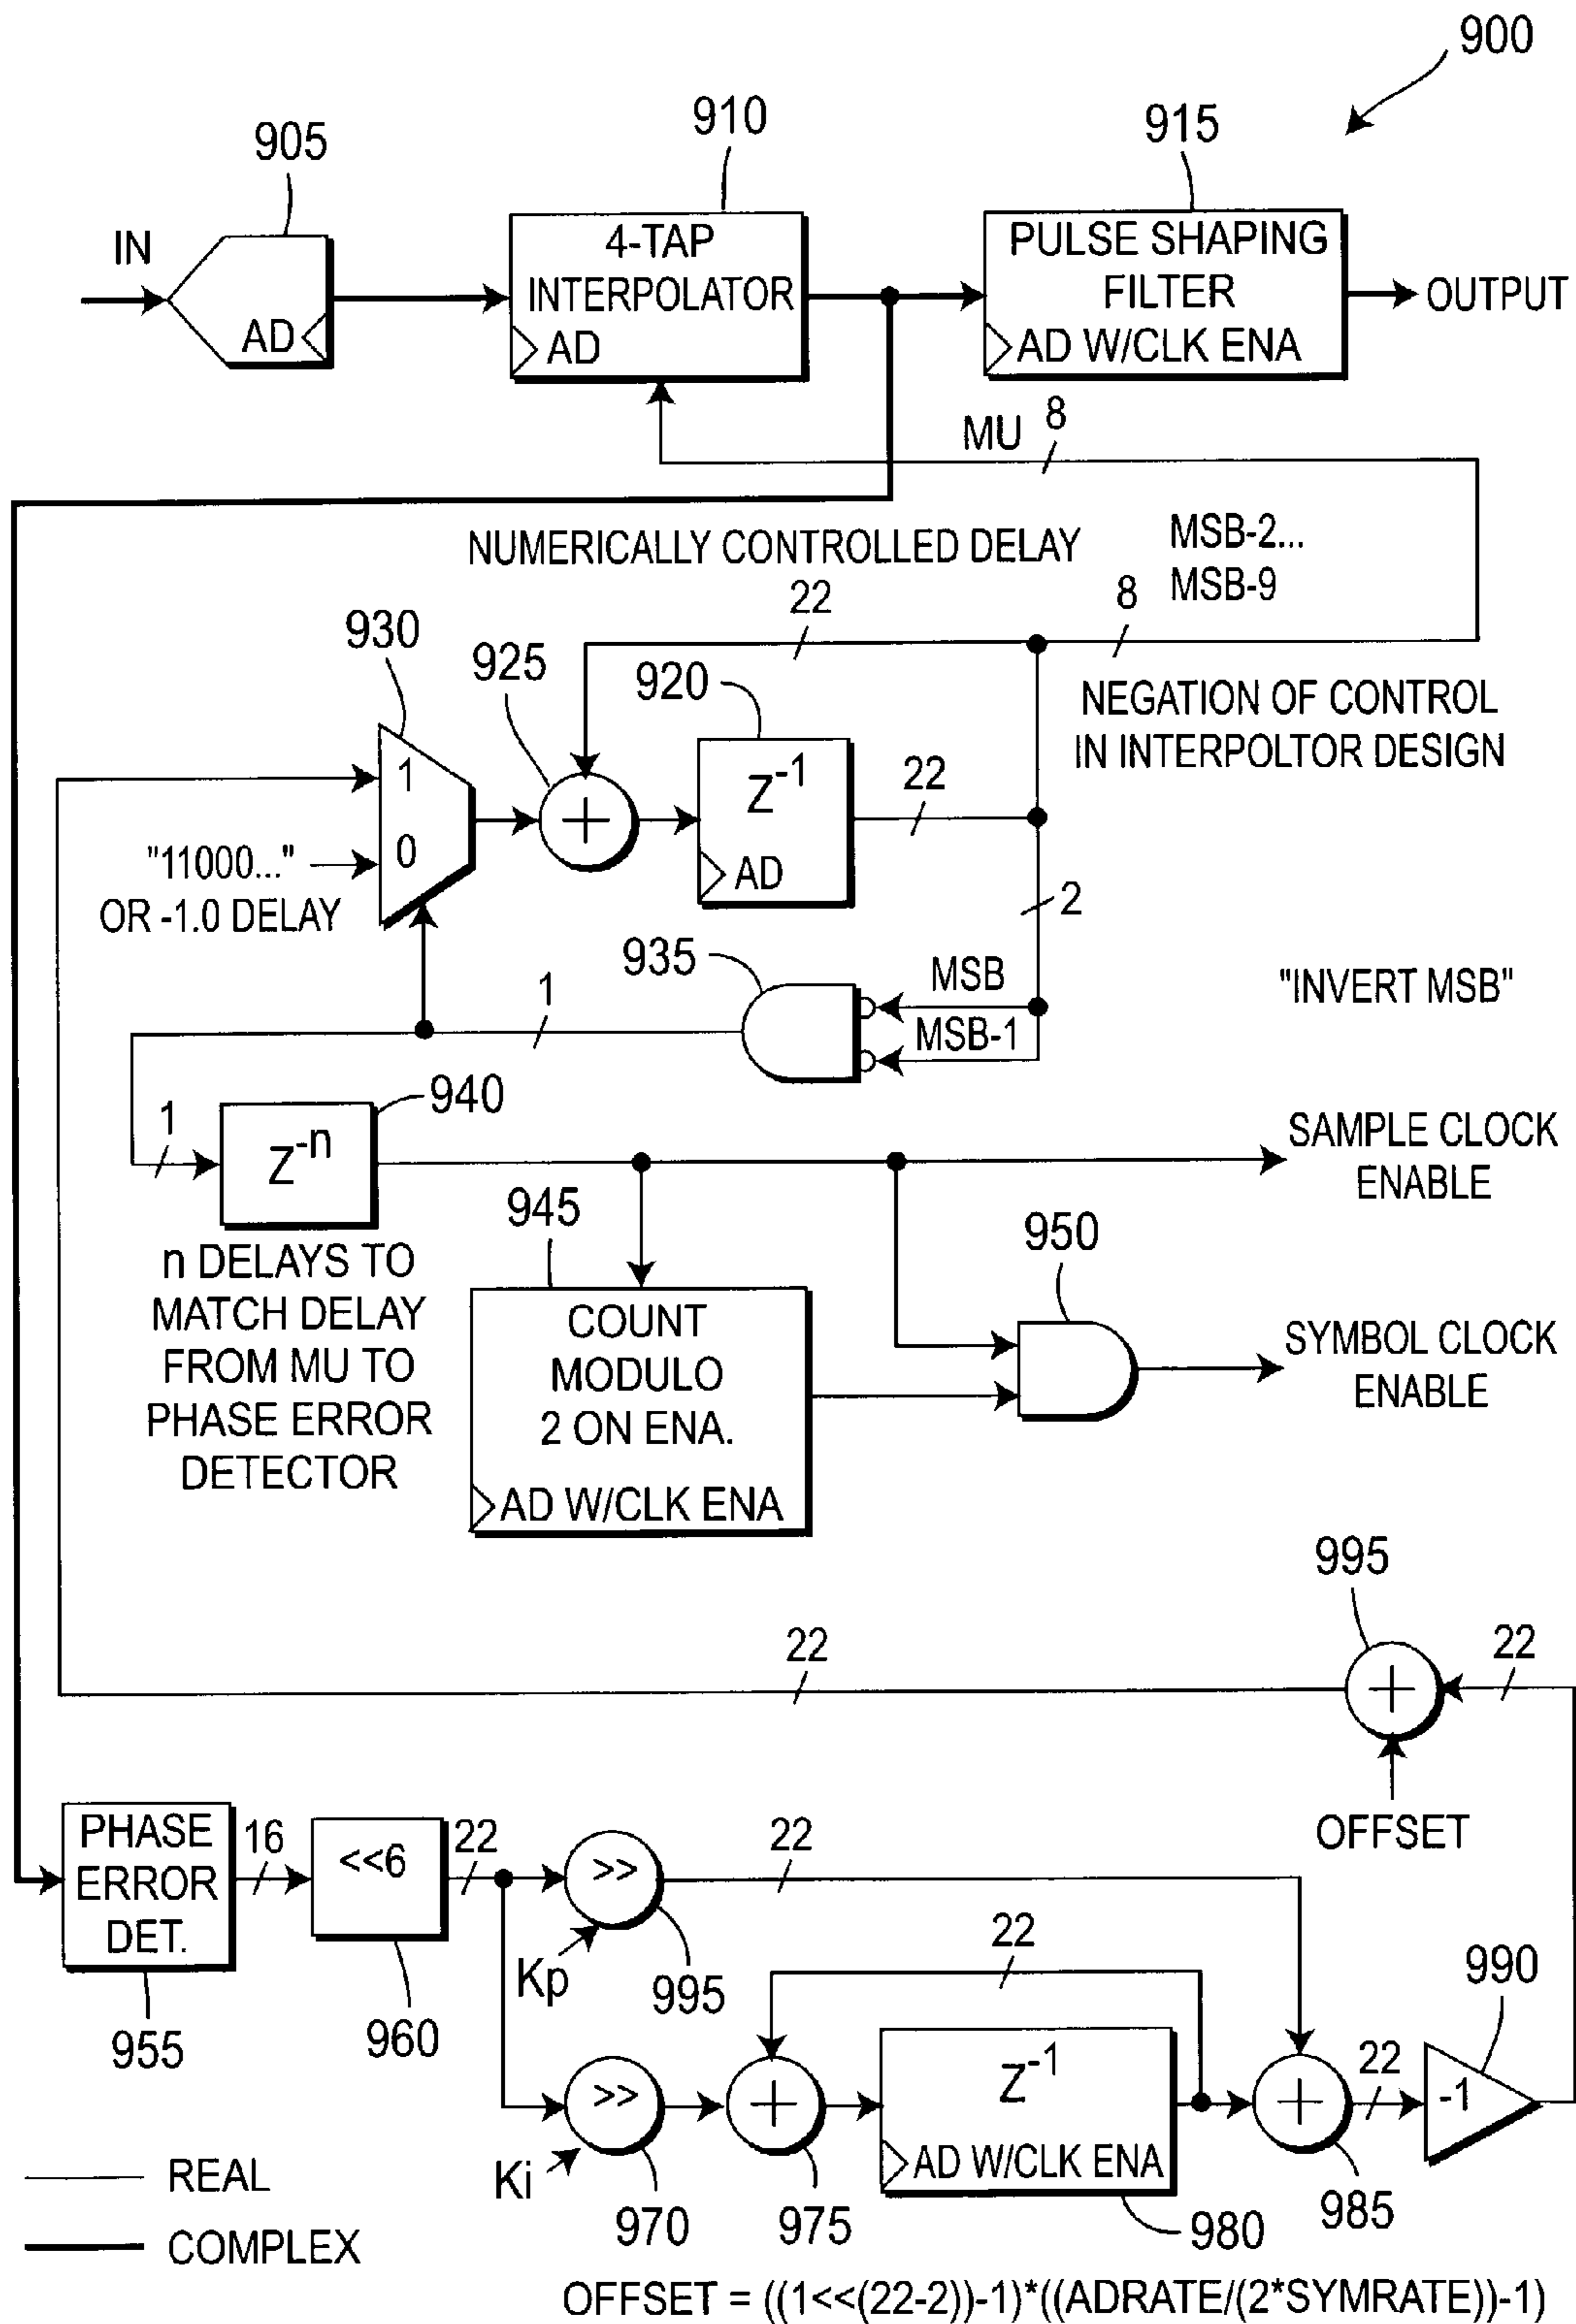 900
905
910
915
IN
AD
4-TAP
INTERPOLATOR
AD
PULSE SHAPING
FILTER
AD W/CLK ENA
OUTPUT
MU
8
NUMERICALLY CONTROLLED DELAY
MSB-2...
MSB-9
22
8
930
925
920
NEGATION OF CONTROL
IN INTERPOLTOR DESIGN
1
0
+
Z-1
AD
22
"11000..."
OR -1.0 DELAY
2
935
MSB
MSB-1
1
"INVERT MSB"
940
1
Z-n
SAMPLE CLOCK
ENABLE
n DELAYS TO
MATCH DELAY
FROM MU TO
PHASE ERROR
DETECTOR
945
COUNT
MODULO
2 ON ENA.
AD W/CLK ENA
950
SYMBOL CLOCK
ENABLE
995
22
+
22
OFFSET
PHASE
ERROR
DET.
955
16
<<6
960
22
>>
Kp
995
22
22
>>
Ki
970
+
975
Z-1
AD W/CLK ENA
980
+
985
22
-1
990
REAL
COMPLEX
OFFSET = ((1<<(22-2))-1)*((ADRATE/(2*SYMRATE))-1)